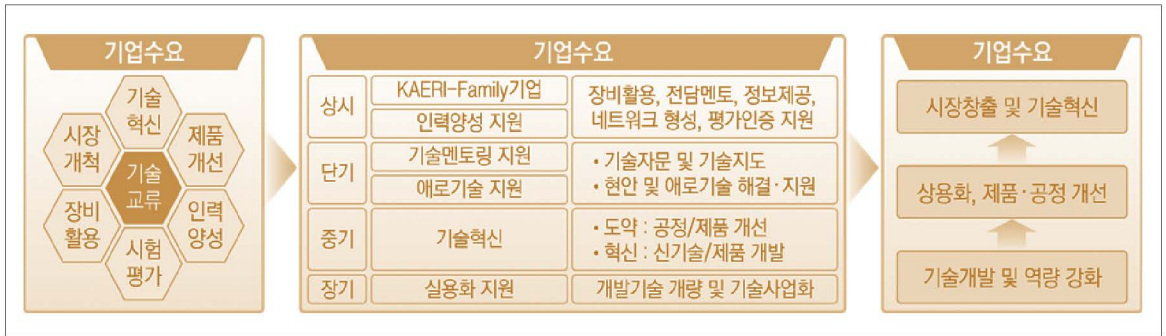 기업수요
기술
혁신
시장
개척
제품
개선
기술
교류
장비
활용
인력
양성
시험
평가
기업수요
상시
KAERI-Family기업
인력양성 지원
장비활용, 전담멘토, 정보제공,
네트워크 형성, 평가인증 지원
단기
기술멘토링 지원
애로기술 지원
• 기술자문 및 기술지도
• 현안 및 애로기술 해결·지원
중기
기술혁신
• 도약 : 공정/제품 개선
• 혁신 : 신기술/제품 개발
장기
실용화 지원
개발기술 개량 및 기술사업화
기업수요
시장창출 및 기술혁신
상용화, 제품·공정 개선
기술개발 및 역량 강화